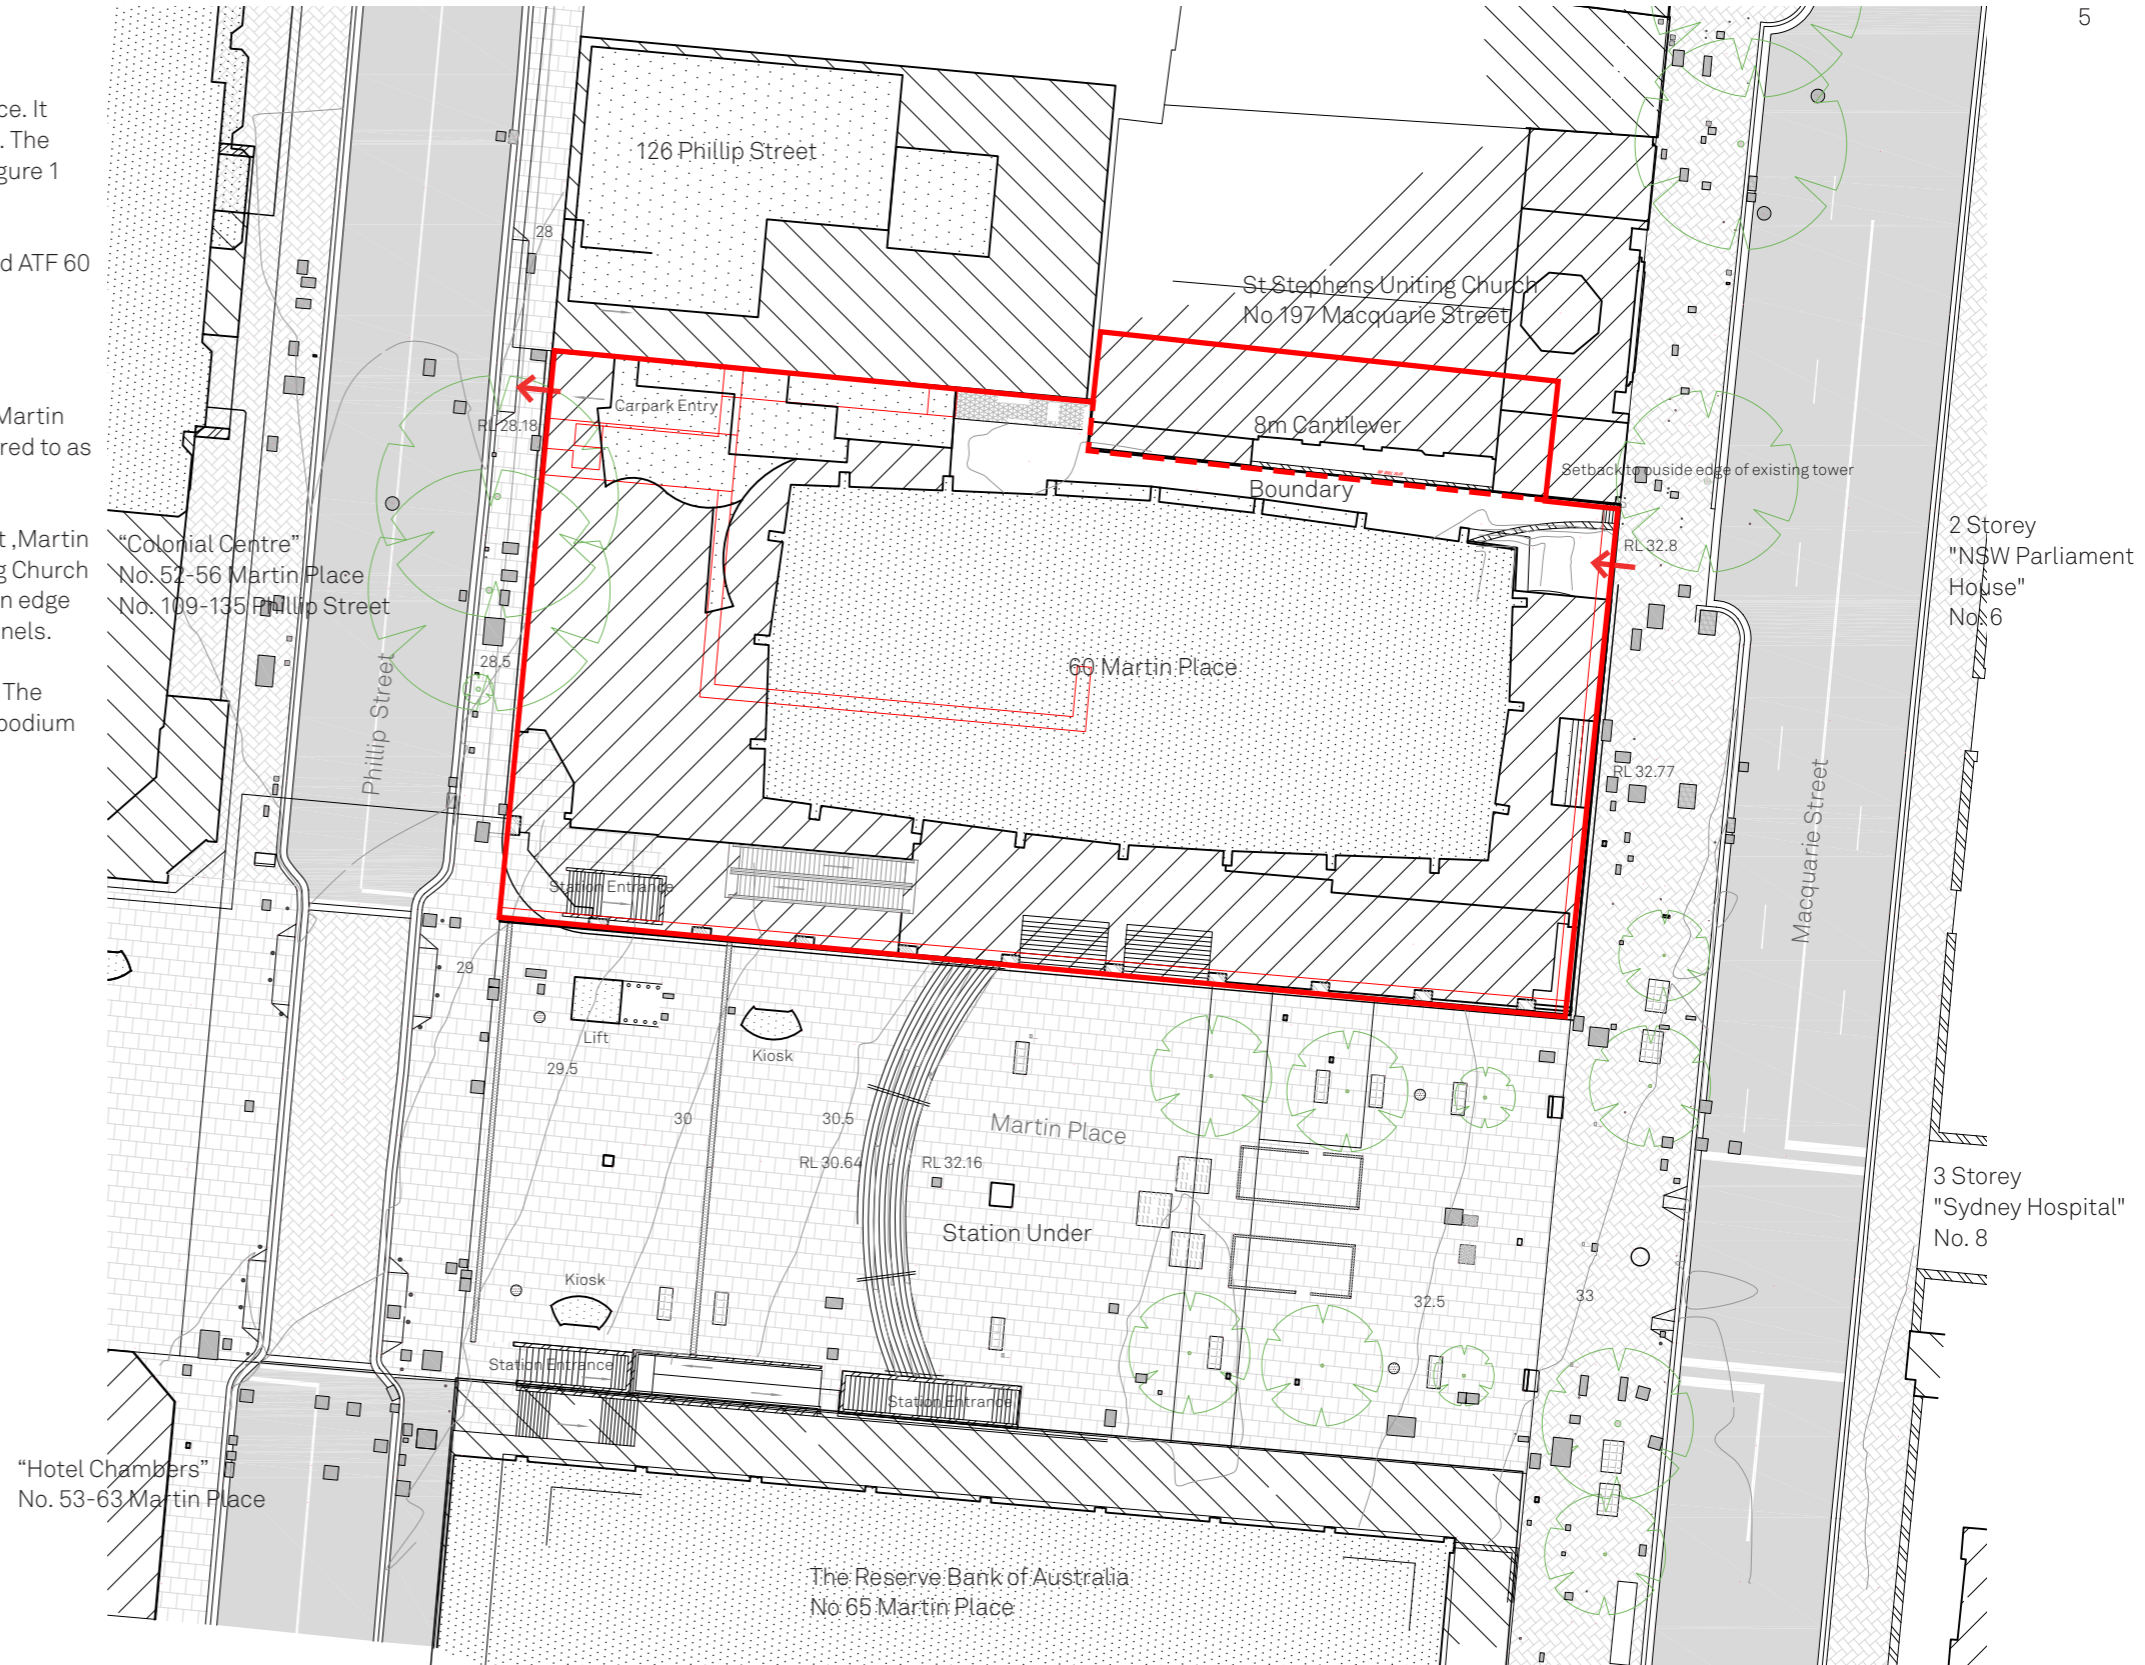 5
ce. It
. The
gure 1
d ATF 60
Martin
red to as
t ,Martin
g Church
n edge
nels.
The
podium
126 Phillip Street
28
St Stephens Uniting Church
No 197 Macquarie Street
Carpark Entry
RL 28.18
8m Cantilever
Setback to ouside edge of existing tower
Boundary
RL 32.8
"Colonial Centre"
No. 52-56 Martin Place
No. 109-135 Phillip Street
2 Storey
"NSW Parliament
House"
No. 6
28.5
60 Martin Place
Phillip Street
RL 32.77
Macquarie Street
Station Entrance
29
Lift
Kiosk
29.5
30
30.5
Martin Place
RL 30.64
RL 32.16
3 Storey
"Sydney Hospital"
No. 8
Station Under
Kiosk
32.5
33
Station Entrance
Station Entrance
“Hotel Chambers”
No. 53-63 Martin Place
The Reserve Bank of Australia
No 65 Martin Place